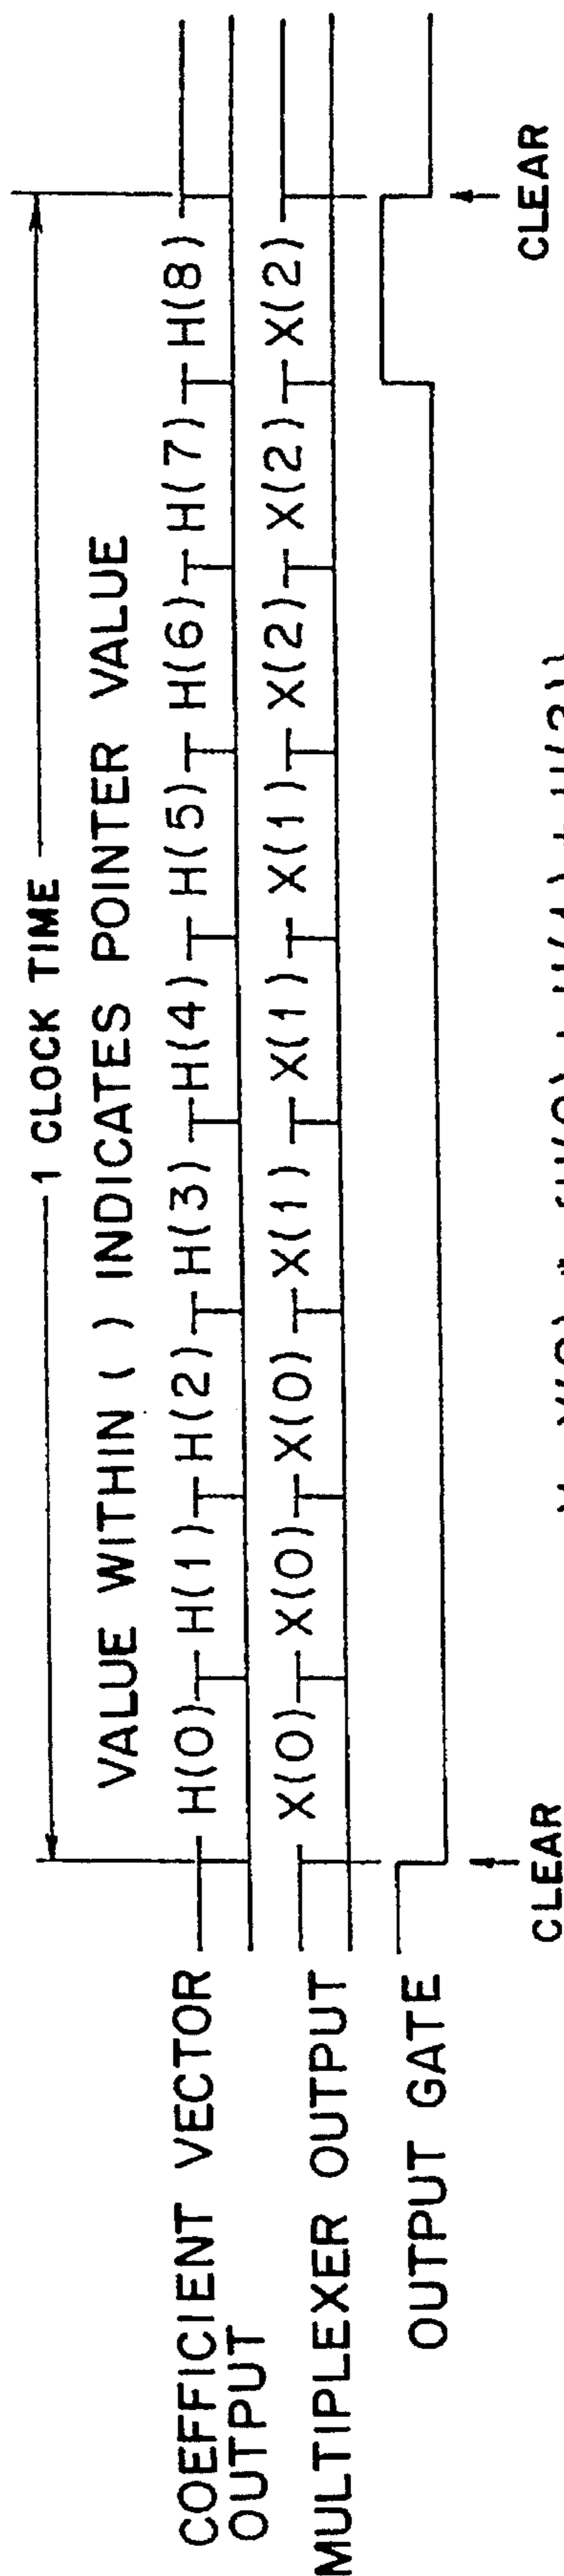 1 CLOCK TIME
VALUE WITHIN ( ) INDICATES POINTER VALUE
COEFFICIENT VECTOR
OUTPUT
H(0) H(1) H(2) H(3) H(4) H(5) H(6) H(7) H(8)
MULTIPLEXER OUTPUT
X(0) X(0) X(0) X(1) X(1) X(1) X(2) X(2) X(2)
OUTPUT GATE
CLEAR
CLEAR